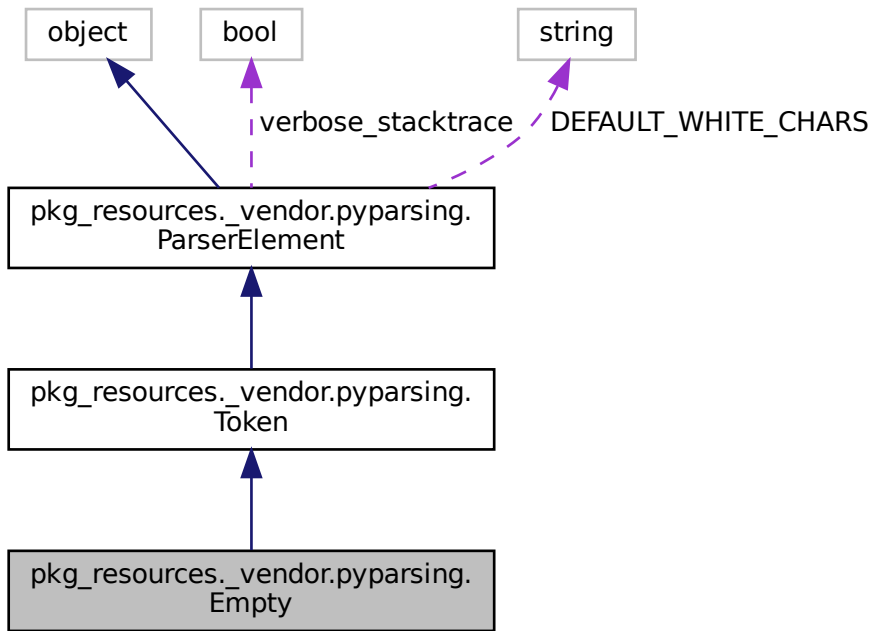 object
bool
string
verbose_stacktrace
DEFAULT_WHITE_CHARS
pkg_resources._vendor.pyparsing.
ParserElement
pkg_resources._vendor.pyparsing.
Token
pkg_resources._vendor.pyparsing.
Empty